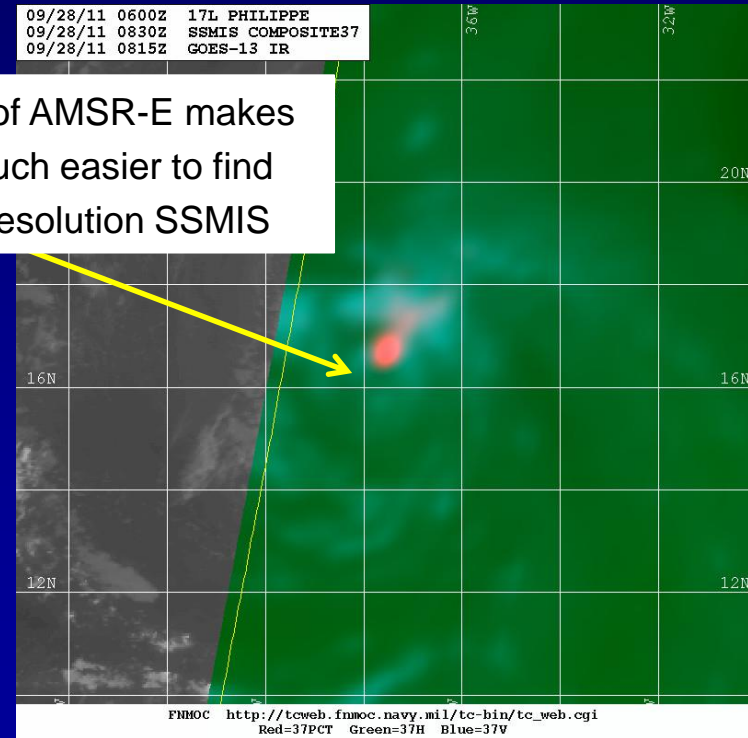 09/28/11 0600Z 17L PHILIPPE
09/28/11 0830Z SSMIS COMPOSITE37
09/28/11 0815Z GOES-13 IR
36W
32W
of AMSR-E makes
uch easier to find
resolution SSMIS
20N
16N
16N
12N
12N
FNMOC http://tcweb.fnmoc.navy.mil/tc-bin/tc_web.cgi
Red=37PCT Green=37H Blue=37V